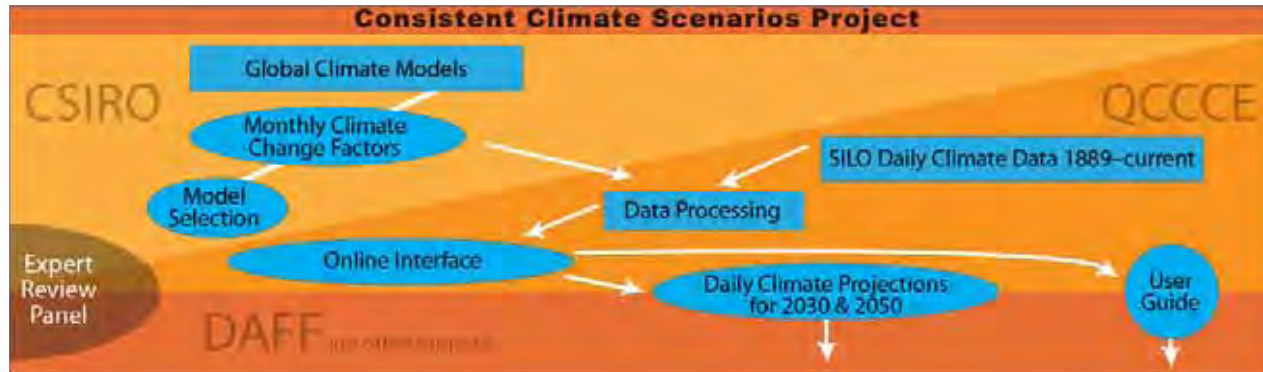 Consistent Climate Scenarios Project
CSIRO
Global Climate Models
QCCCE
Monthly Climate
Change Factors
SILO Daily Climate Data 1889–current
Model
Selection
Data Processing
Expert
Review
Panel
Online Interface
Daily Climate Projections
for 2030 & 2050
User
Guide
DAFF